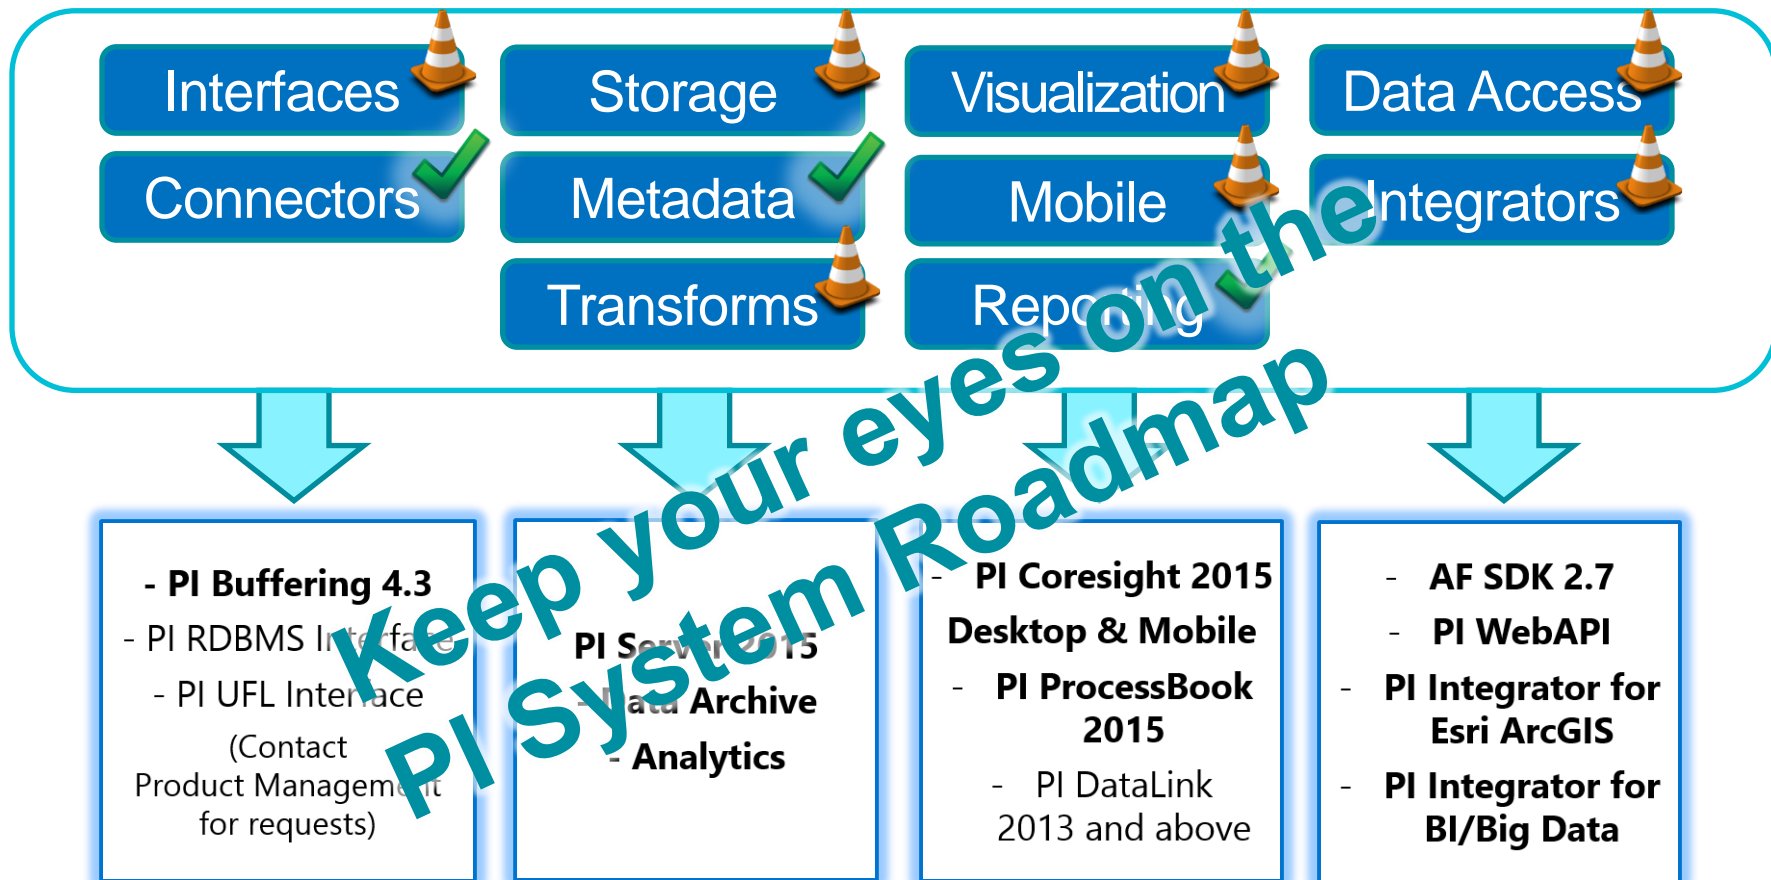 Interfaces
Connectors
Storage
Metadata
Transforms
Visualization
Mobile
Reporting
Data Access
Integrators
Keep your eyes on the
PI System Roadmap
- PI Buffering 4.3
- PI RDBMS Interface
- PI UFL Interface
(Contact
Product Management
for requests)
PI Server 2015
- Data Archive
- Analytics
- PI Coresight 2015
Desktop & Mobile
- PI ProcessBook
2015
- PI DataLink
2013 and above
- AF SDK 2.7
- PI WebAPI
- PI Integrator for
Esri ArcGIS
- PI Integrator for
BI/Big Data